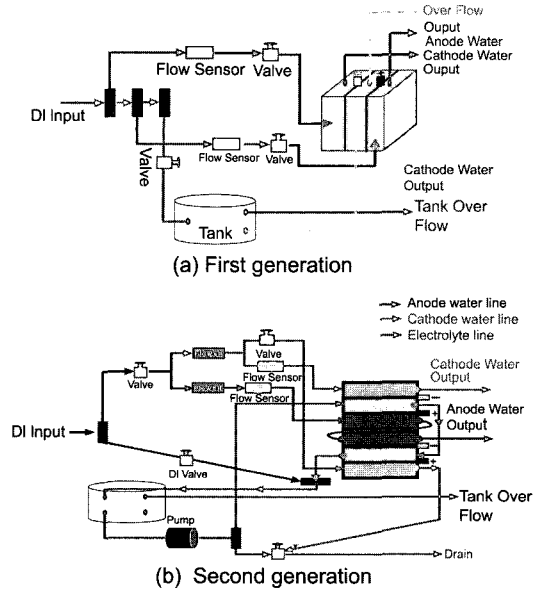 Over Flow
Ouput
Anode Water
Cathode Water
Ouput
Flow Sensor
Valve
DI Input
Valve
Flow Sensor
Valve
Cathode Water
Output
Tank Over
Flow
Tank
(a) First generation
Anode water line
Cathode water line
Electrolyte line
Valve
Valve
Flow Sensor
Flow Sensor
Cathode Water
Output
Anode Water
Output
DI Input
DI Valve
Tank Over
Flow
Pump
Drain
(b) Second generation